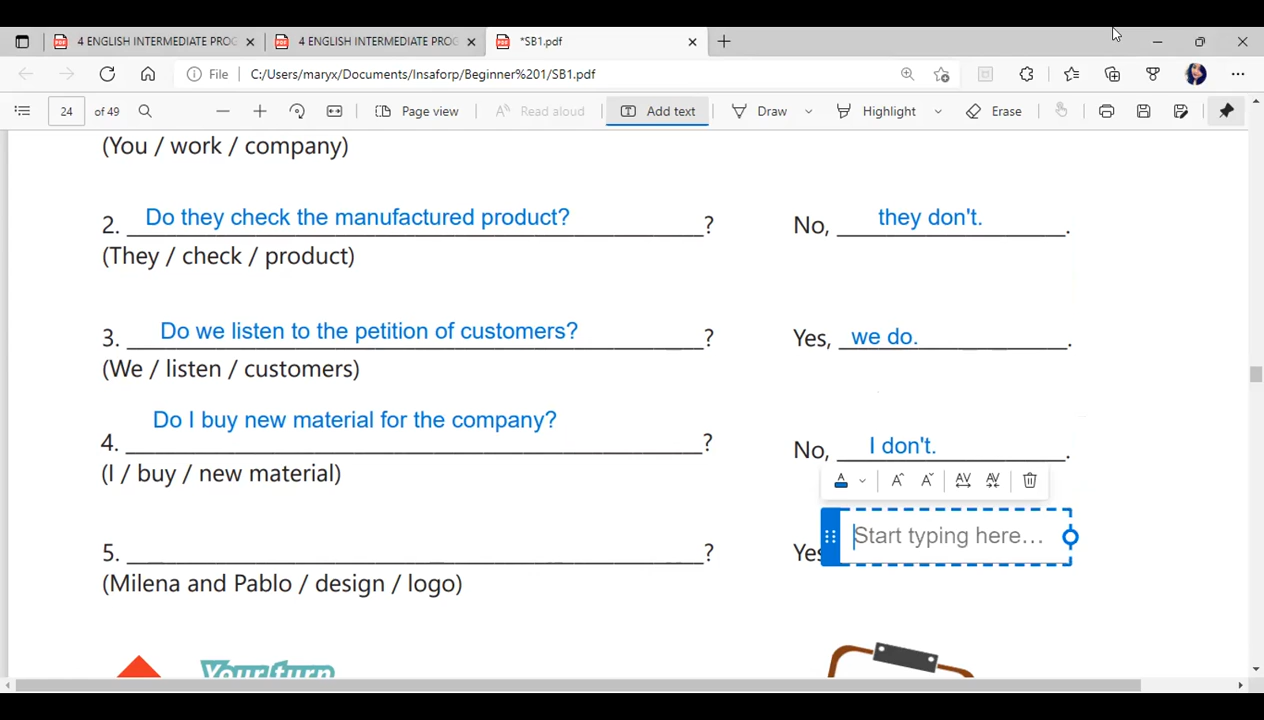 4 ENGLISH INTERMEDIATE PROG
4 ENGLISH INTERMEDIATE PROG
*SB1.pdf
File
C:/Users/maryx/Documents/Insaforp/Beginner%201/SB1.pdf
24 of 49
Page view
Read aloud
Add text
Draw
Highlight
Erase
(You / work / company)
2. Do they check the manufactured product? ? No, they don't. .
(They / check / product)
3. Do we listen to the petition of customers? ? Yes, we do. .
(We / listen / customers)
Do I buy new material for the company?
4. ? No, I don't. .
(I / buy / new material)
Start typing here...
5. ? Yes
(Milena and Pablo / design / logo)
Your turn